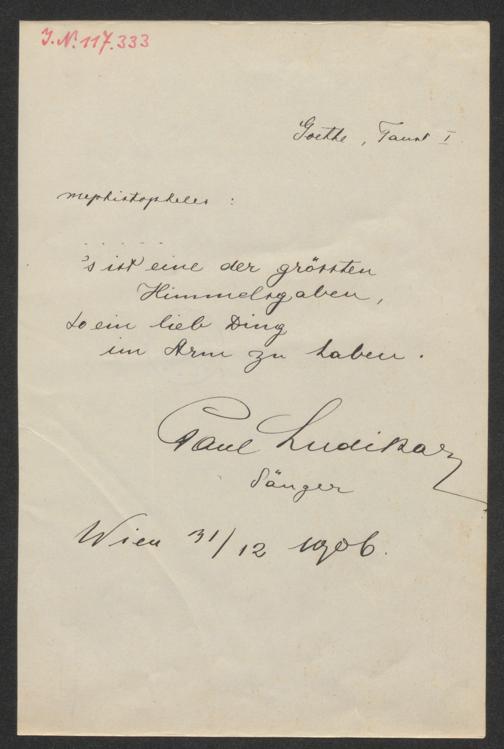 J.N. 117.333
Goethe, Faust I
Mephistopheles :
. . . . . .
's ist eine der grössten
Himmelsgaben,
So ein lieb Ding
im Arm zu haben.
Paul Ludikar
Sänger
Wien 31/12 1906.